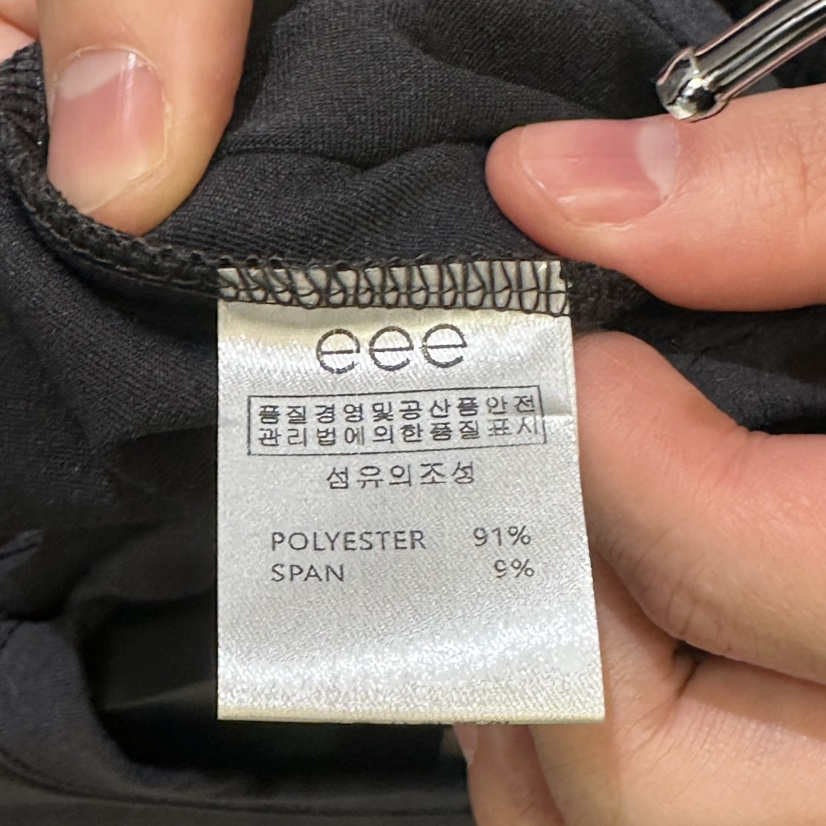 eee
품질경영및공산품안전
관리법에의한품질표시
섬유의조성
POLYESTER 91%
SPAN 9%